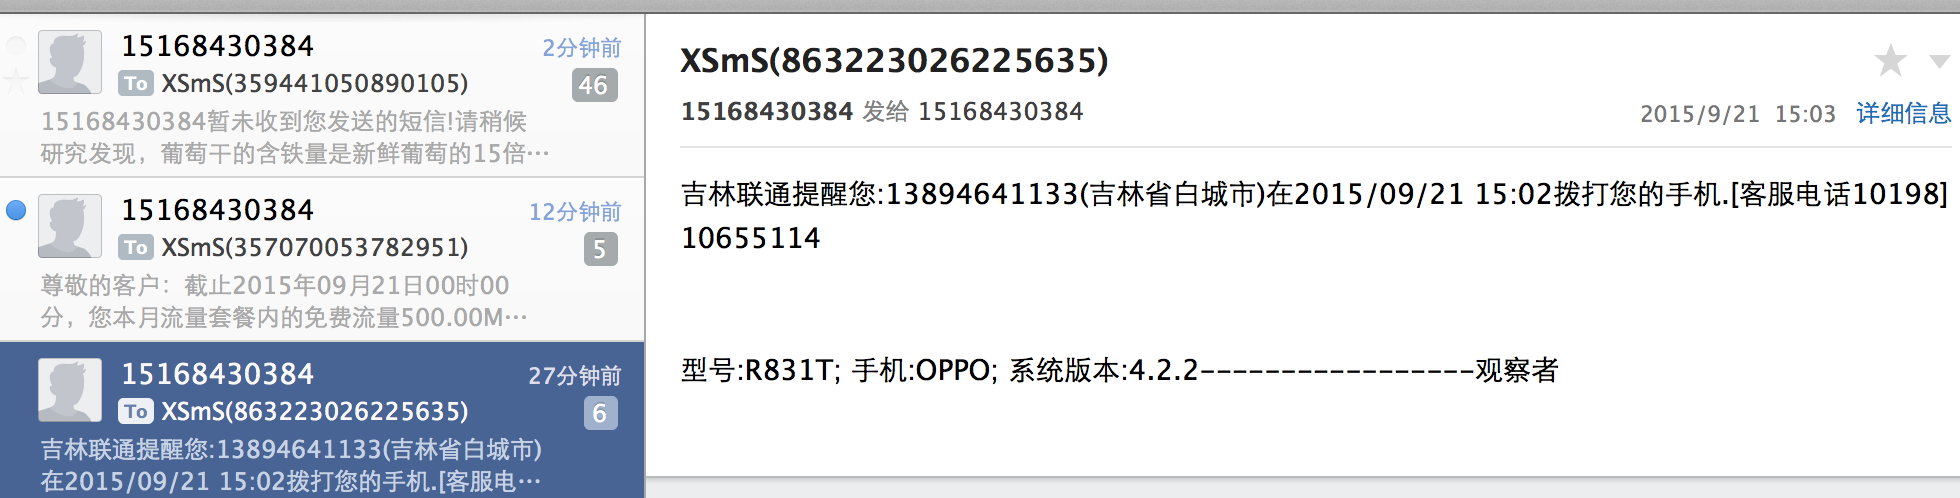 15168430384
2分钟前
To XSmS(359441050890105)
46
15168430384暂未收到您发送的短信!请稍候
研究发现，葡萄干的含铁量是新鲜葡萄的15倍…
15168430384
12分钟前
To XSmS(357070053782951)
5
尊敬的客户：截止2015年09月21日00时00
分，您本月流量套餐内的免费流量500.00M…
15168430384
27分钟前
To XSmS(863223026225635)
6
吉林联通提醒您:13894641133(吉林省白城市)
在2015/09/21 15:02拨打您的手机.[客服电…
XSmS(863223026225635)
15168430384 发给 15168430384
2015/9/21 15:03 详细信息
吉林联通提醒您:13894641133(吉林省白城市)在2015/09/21 15:02拨打您的手机.[客服电话10198]
10655114
型号:R831T; 手机:OPPO; 系统版本:4.2.2-----------------观察者